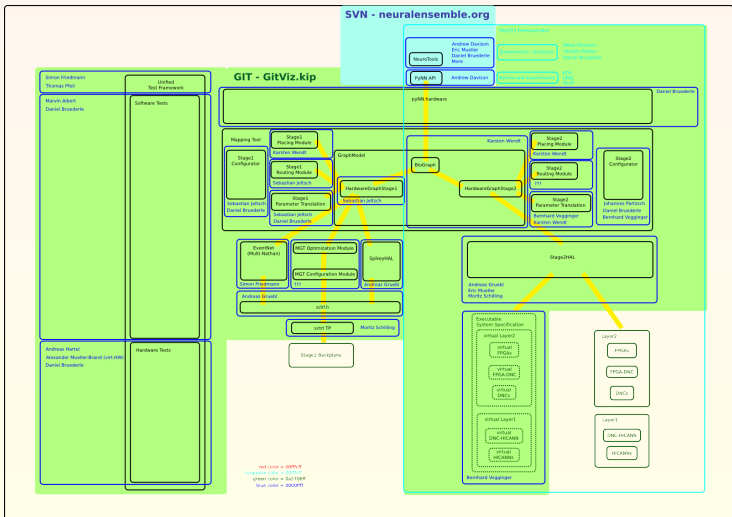 SVN - neuralensemble.org
Andrew Davison
Eric Mueller
Daniel Bruederle
More
NeuroTools
PyNN API
Andrew Davison
GIT - GitViz.kip
Simon Friedmann
Thomas Pfeil
Unified
Test Framework
Marvin Albert
Daniel Bruederle
Software Tests
Daniel Bruederle
pyNN.hardware
Mapping Tool
Stage1
Placing Module
Karsten Wendt
Stage1
Configurator
Stage1
Routing Module
Sebastian Jeltsch
Stage1
Parameter Translation
Sebastian Jeltsch
Daniel Bruederle
Sebastian Jeltsch
Daniel Bruederle
GraphModel
Karsten Wendt
BioGraph
HardwareGraphStage1
Sebastian Jeltsch
HardwareGraphStage2
Stage2
Placing Module
Karsten Wendt
Stage2
Routing Module
???
Stage2
Parameter Translation
Bernhard Vogginger
Karsten Wendt
Stage2
Configurator
Johannes Partzsch
Daniel Bruederle
Bernhard Vogginger
EventNet
(Multi-Nathan)
Simon Friedmann
MGT Optimization Module
MGT Configuration Module
???
SpikeyHAL
Andreas Gruebl
Andreas Gruebl
sctrl.h
sctrl TIF
Moritz Schilling
Stage1 Backplane
Stage2HAL
Andreas Gruebl
Eric Mueller
Moritz Schilling
Executable
System Specification
virtual Layer2
virtual
FPGAs
virtual
FPGA-DNC
virtual
DNCs
virtual Layer1
virtual
DNC-HICANN
virtual
HICANNs
Bernhard Vogginger
Layer2
FPGAs
FPGA-DNC
DNCs
Layer1
DNC-HICANN
HICANNs
Andreas Hartel
Alexander Mueller-Brand (virt.HW)
Daniel Bruederle
Hardware Tests